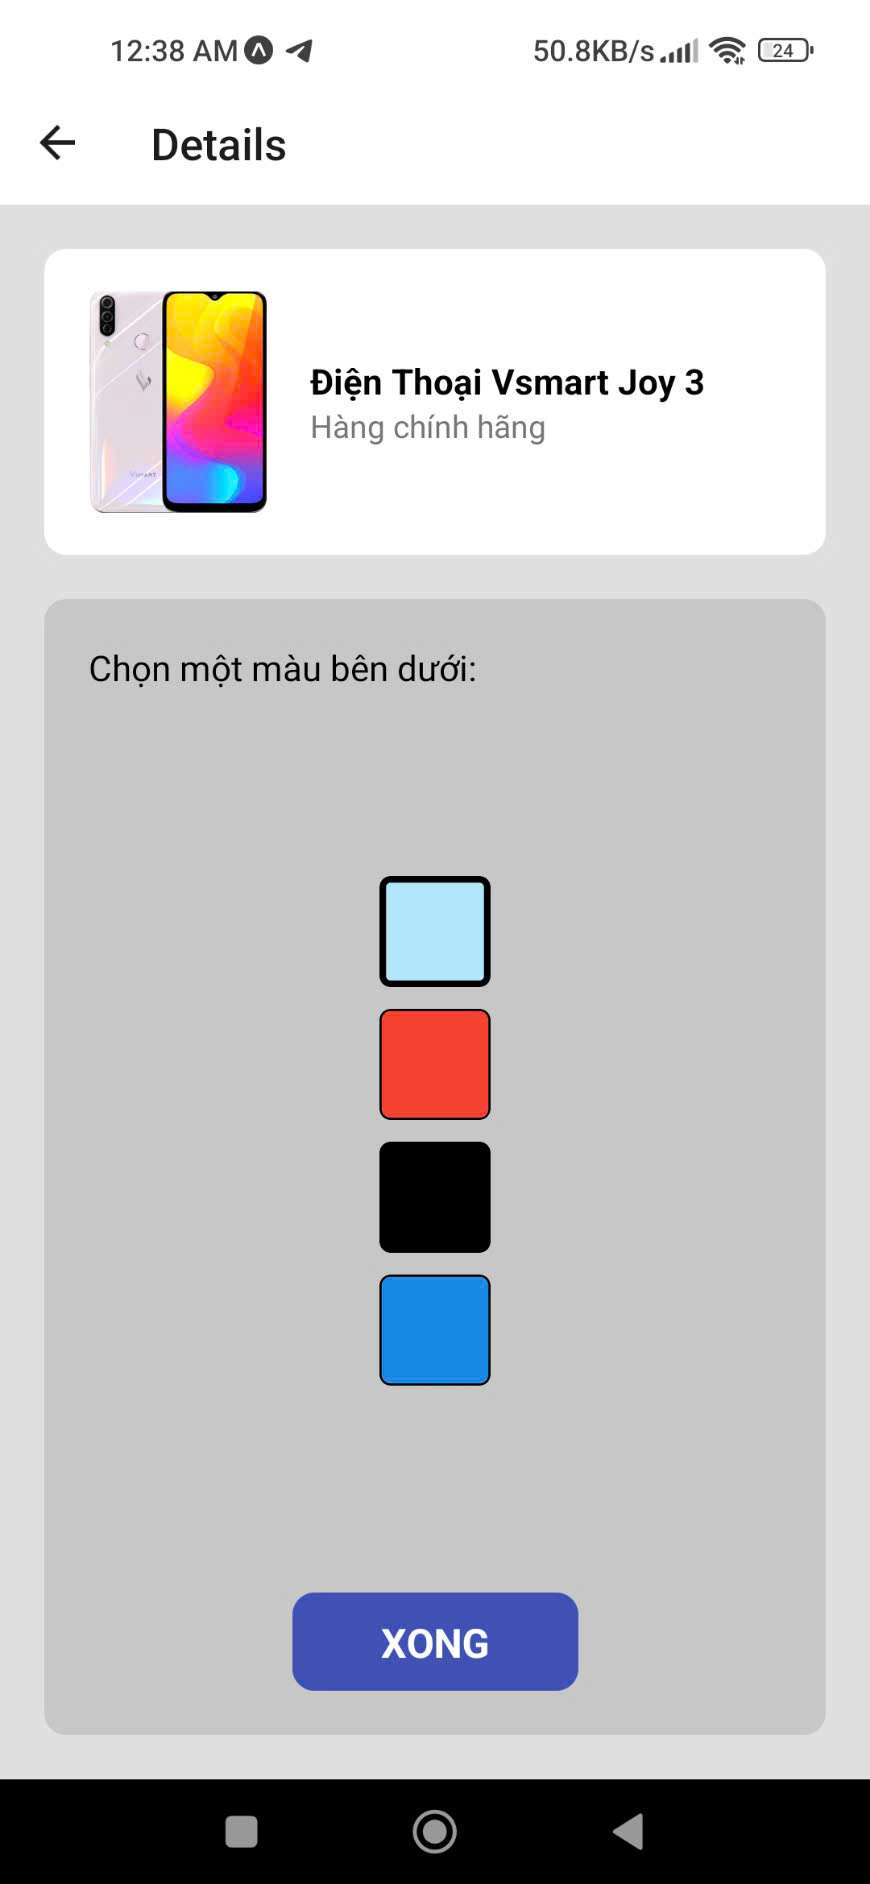 12:38 AM 50.8KB/s 24
Details
Điện Thoại Vsmart Joy 3
Hàng chính hãng
VSMART
Chọn một màu bên dưới:
XONG